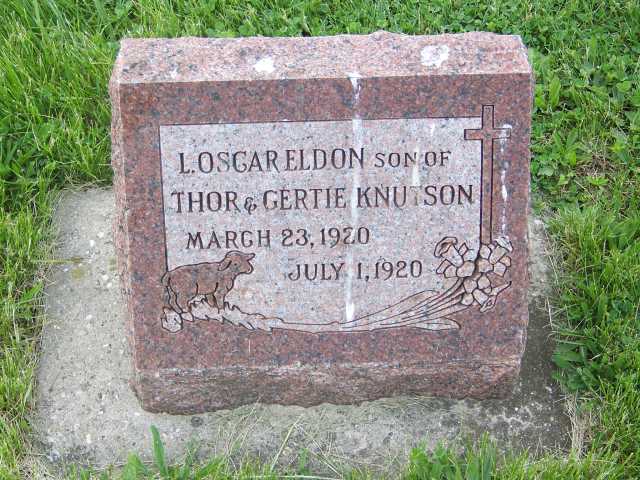 L. OSCAR ELDON SON OF
THOR & GERTIE KNUTSON
MARCH 23, 1920
JULY 1, 1920